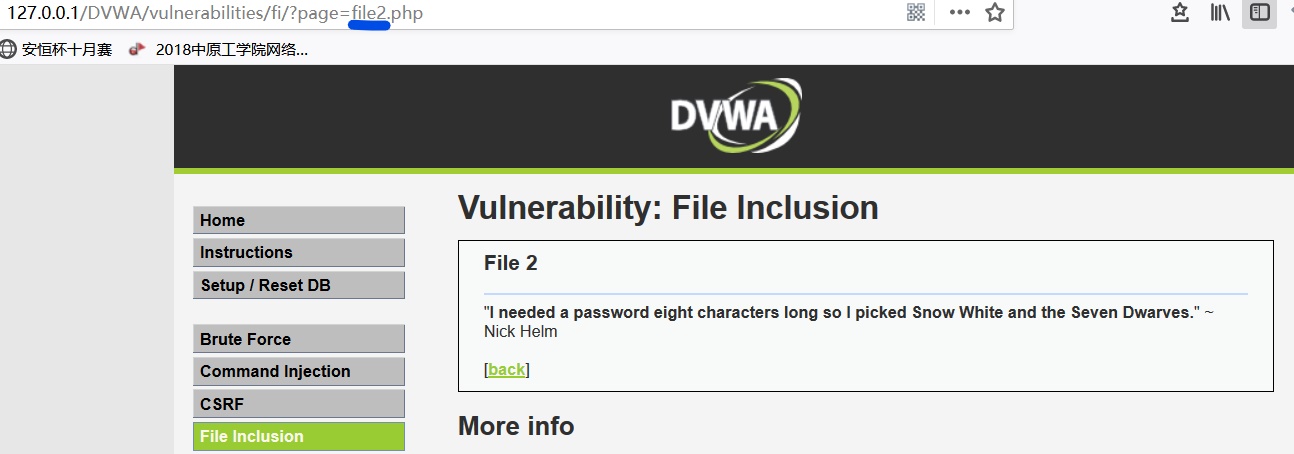 127.0.0.1/DVWA/vulnerabilities/fi/?page=file2.php
安恒杯十月赛
2018中原工学院网络...
DVWA
Home
Instructions
Setup / Reset DB
Brute Force
Command Injection
CSRF
File Inclusion
Vulnerability: File Inclusion
File 2
"I needed a password eight characters long so I picked Snow White and the Seven Dwarves." ~
Nick Helm
[back]
More info